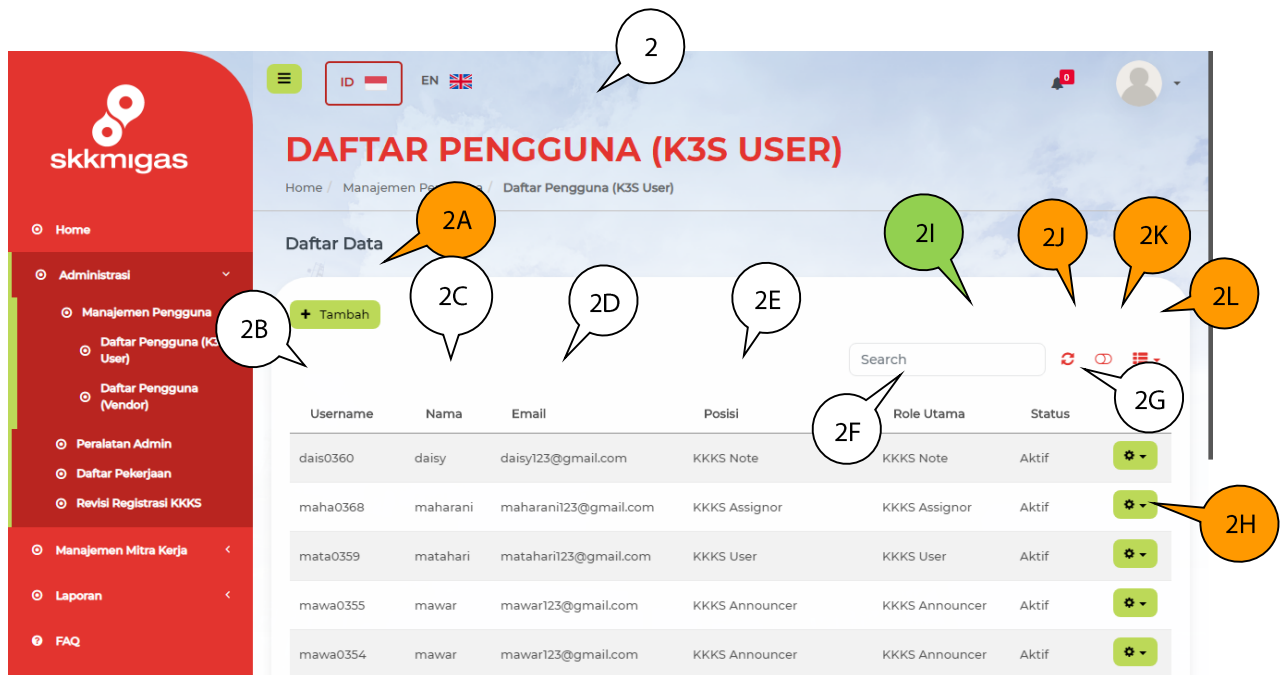 2
ID
EN
0
skkmigas
DAFTAR PENGGUNA (K3S USER)
Home / Manajemen Pe / Daftar Pengguna (K3S User)
2A
2I
2J
2K
Home
Daftar Data
Administrasi
2C
2D
2E
2L
Manajemen Pengguna
2B
+ Tambah
Daftar Pengguna (K3
User)
Search
Daftar Pengguna
(Vendor)
2G
Username Nama Email Posisi Role Utama Status
2F
Peralatan Admin
dais0360 daisy daisy123@gmail.com KKKS Note KKKS Note Aktif
Daftar Pekerjaan
Revisi Registrasi KKKS
maha0368 maharani maharani123@gmail.com KKKS Assignor KKKS Assignor Aktif
2H
Manajemen Mitra Kerja
mata0359 matahari matahari123@gmail.com KKKS User KKKS User Aktif
Laporan
mawa0355 mawar mawar123@gmail.com KKKS Announcer KKKS Announcer Aktif
FAQ
mawa0354 mawar mawar123@gmail.com KKKS Announcer KKKS Announcer Aktif